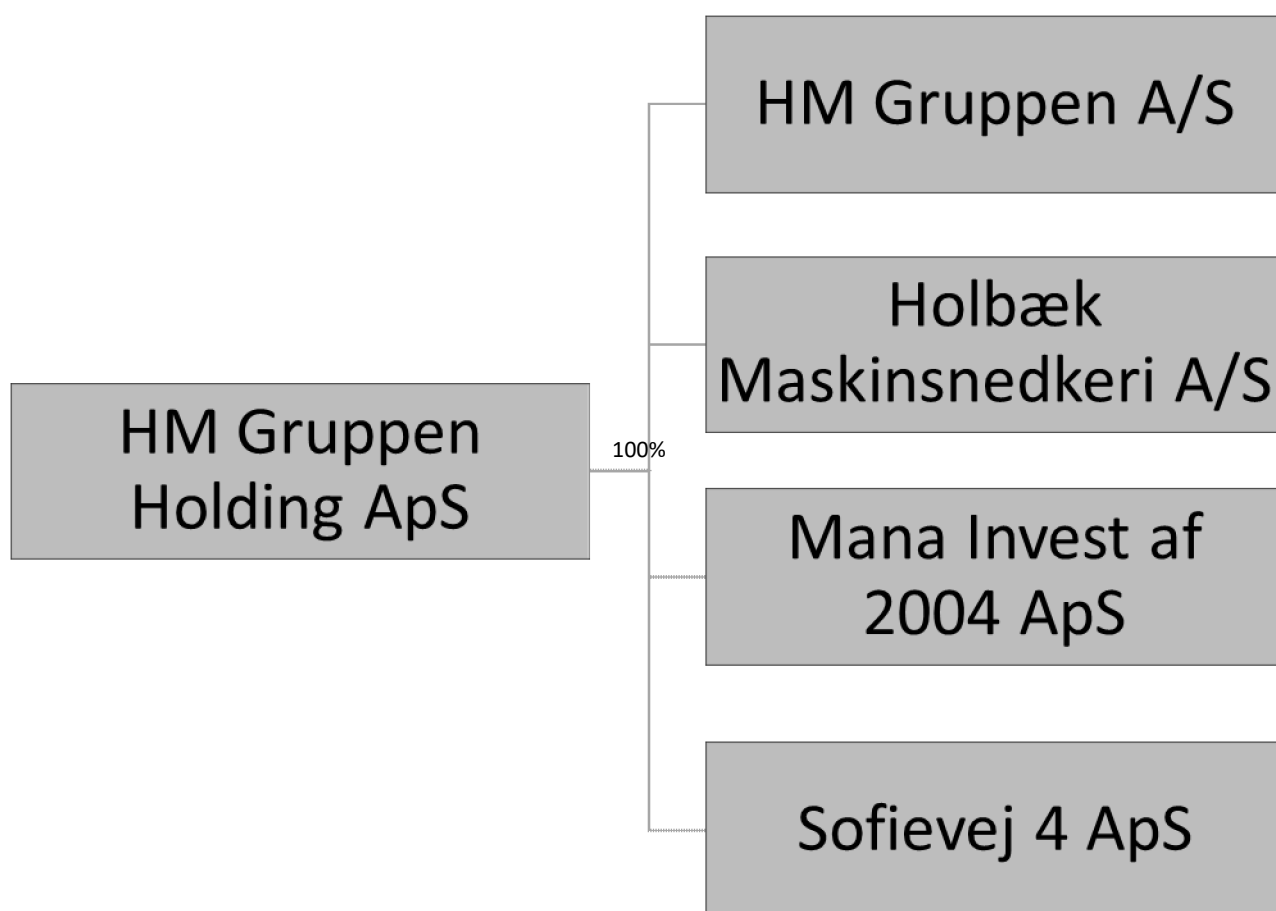 HM Gruppen
Holding ApS
100%
HM Gruppen A/S
Holbæk
Maskinsnedkeri A/S
Mana Invest af
2004 ApS
Sofievej 4 ApS